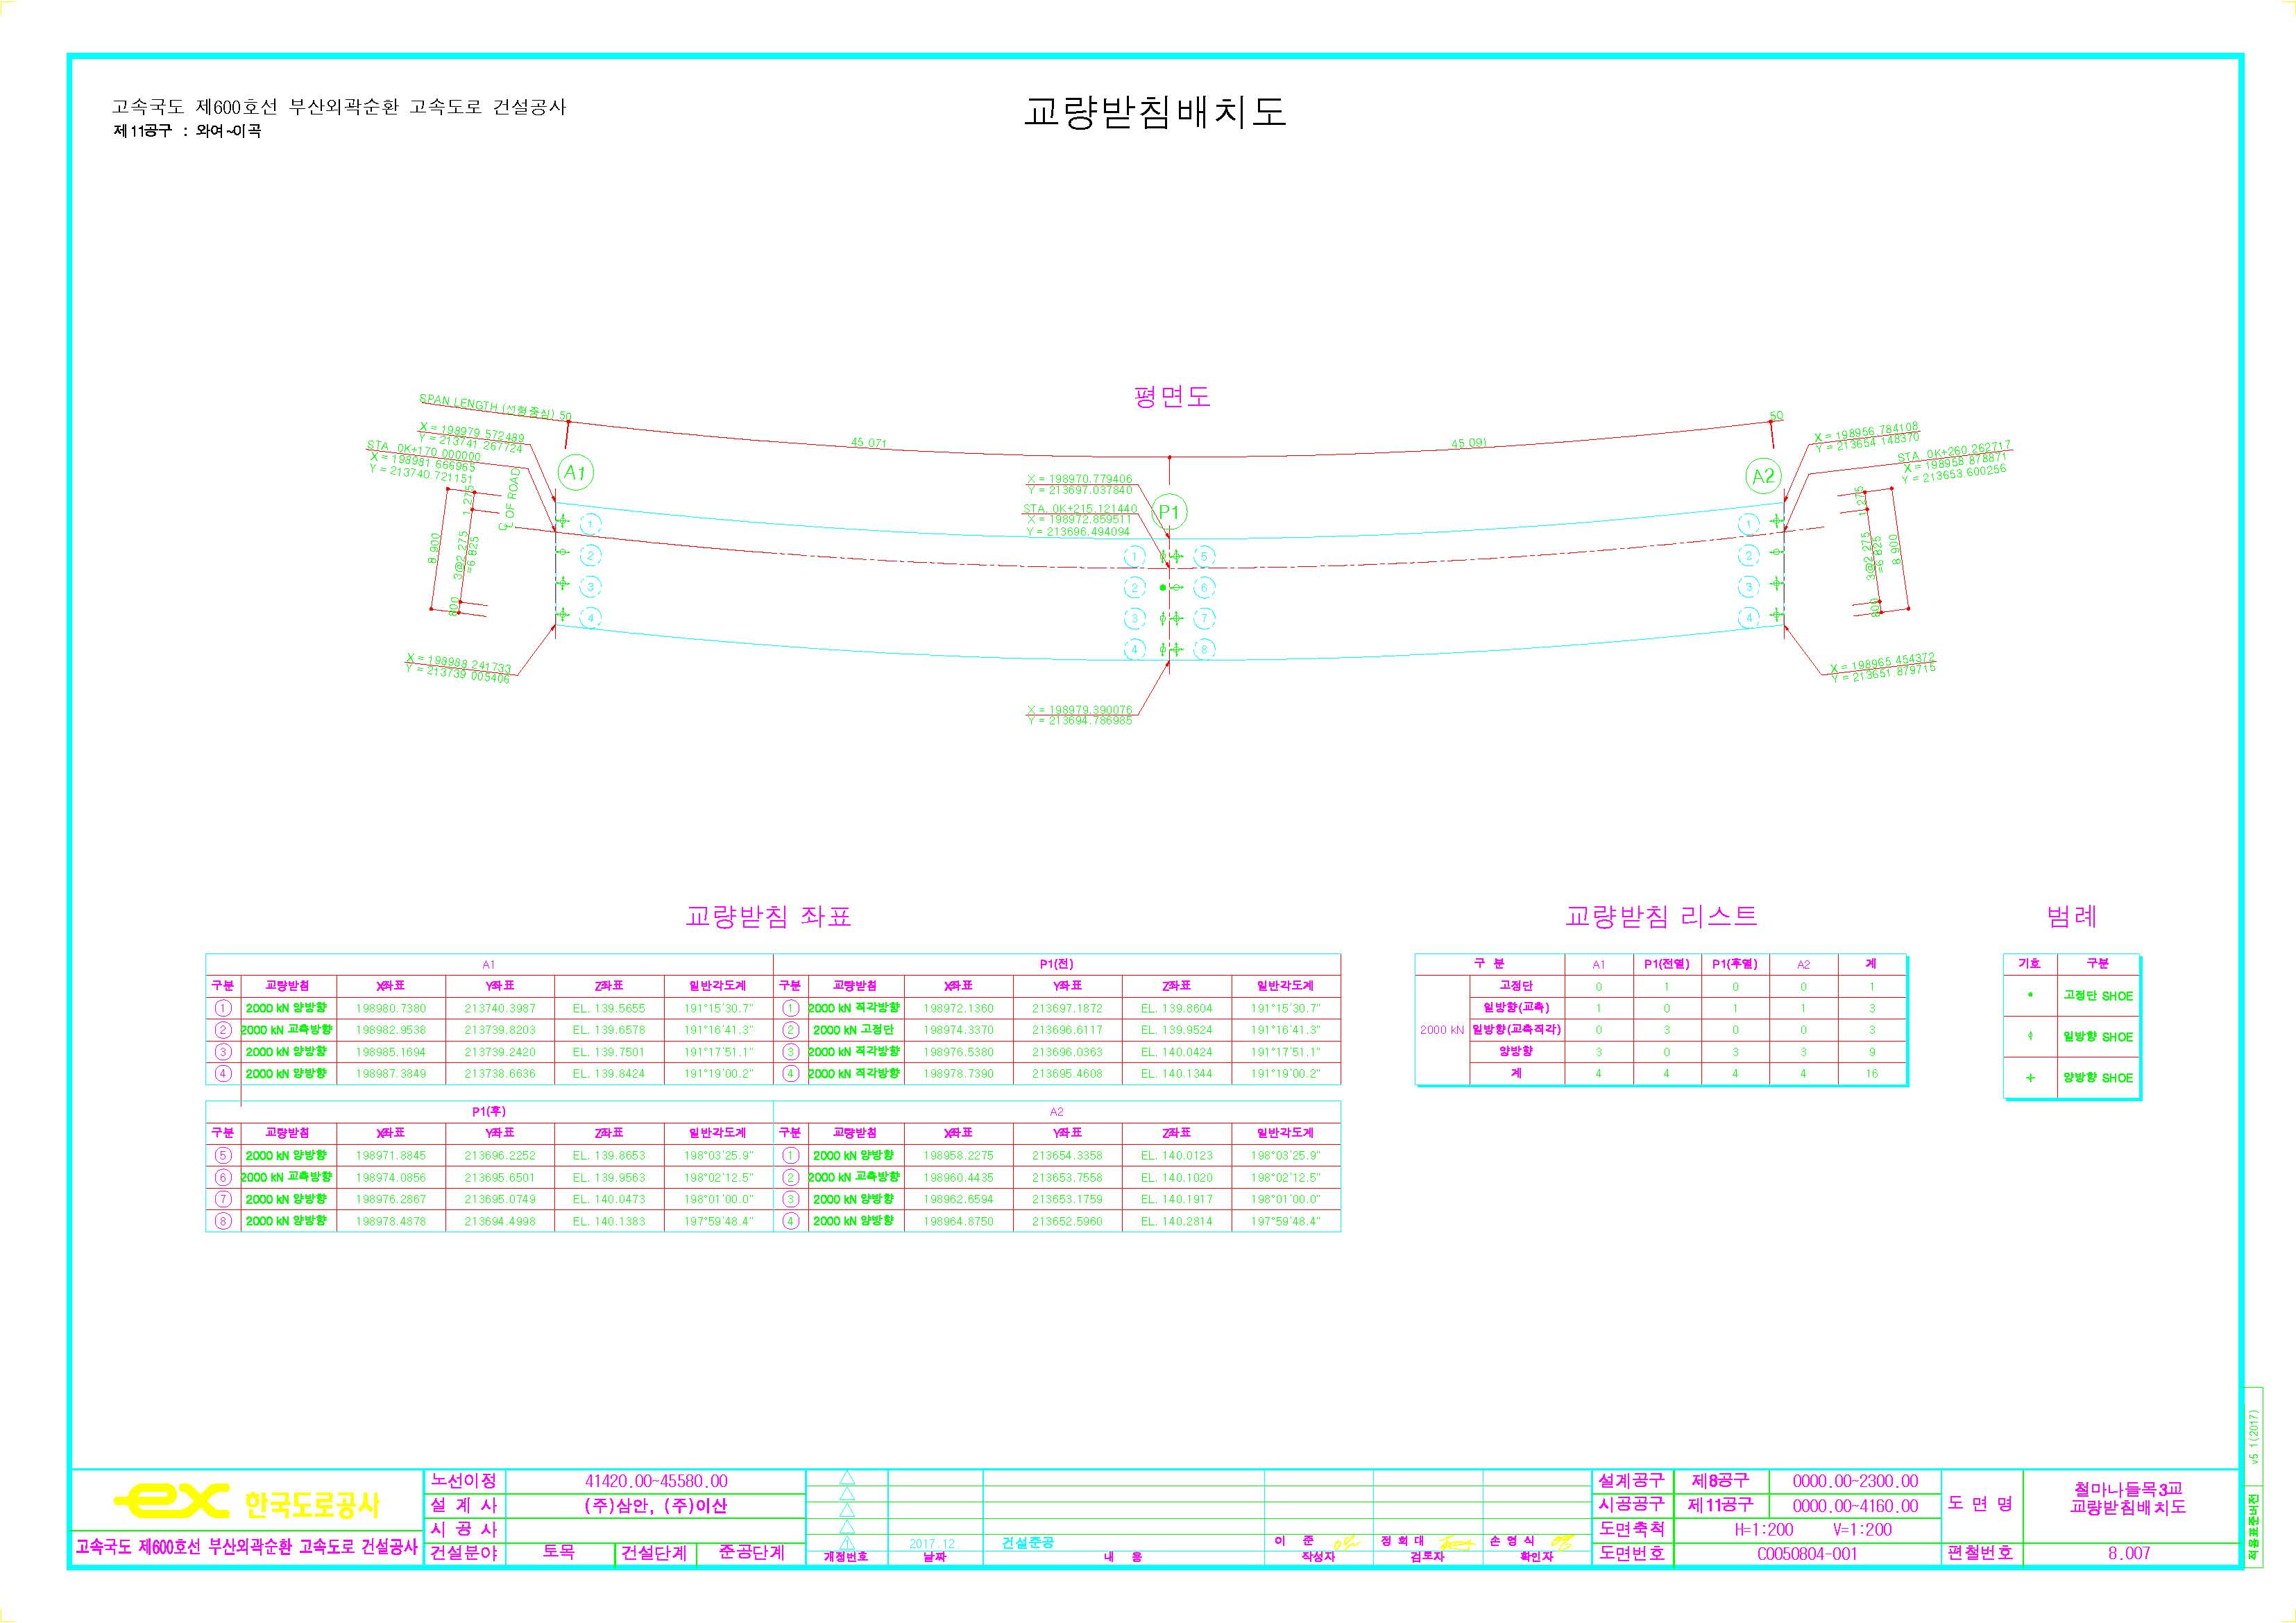 고속국도 제600호선 부산외곽순환 고속도로 건설공사
제11공구 : 와여~이곡
교량받침배치도
평면도
SPAN LENGTH (선형중심) 50
45.071
45.091
50
X = 198979.572489
Y = 213741.267724
STA. 0K+170.000000
X = 198981.666965
Y = 213740.721151
A1
C L OF ROAD
1.275
3@2.275
=6.825
8.900
800
X = 198988.241733
Y = 213739.005406
① ② ③ ④
X = 198970.779406
Y = 213697.037840
STA. 0K+215.121440
X = 198972.859511
Y = 213696.494094
P1
① ⑤
② ⑥
③ ⑦
④ ⑧
X = 198979.390076
Y = 213694.786985
A2
X = 198956.784108
Y = 213654.148370
STA. 0K+260.262717
X = 198958.878871
Y = 213653.600256
① ② ③ ④
1.275
3@2.275
=6.825
8.900
800
X = 198965.454372
Y = 213651.879715
교량받침 좌표
A1 P1(전)
구분 교량받침 X좌표 Y좌표 Z좌표 일반각도계 구분 교량받침 X좌표 Y좌표 Z좌표 일반각도계
① 2000 kN 양방향 198980.7380 213740.3987 EL. 139.5655 191°15'30.7" ① 2000 kN 직각방향 198972.1360 213697.1872 EL. 139.8604 191°15'30.7"
② 2000 kN 교축방향 198982.9538 213739.8203 EL. 139.6578 191°16'41.3" ② 2000 kN 고정단 198974.3370 213696.6117 EL. 139.9524 191°16'41.3"
③ 2000 kN 양방향 198985.1694 213739.2420 EL. 139.7501 191°17'51.1" ③ 2000 kN 직각방향 198976.5380 213696.0363 EL. 140.0424 191°17'51.1"
④ 2000 kN 양방향 198987.3849 213738.6636 EL. 139.8424 191°19'00.2" ④ 2000 kN 직각방향 198978.7390 213695.4608 EL. 140.1344 191°19'00.2"
P1(후) A2
구분 교량받침 X좌표 Y좌표 Z좌표 일반각도계 구분 교량받침 X좌표 Y좌표 Z좌표 일반각도계
⑤ 2000 kN 양방향 198971.8845 213696.2252 EL. 139.8653 198°03'25.9" ① 2000 kN 양방향 198958.2275 213654.3358 EL. 140.0123 198°03'25.9"
⑥ 2000 kN 교축방향 198974.0856 213695.6501 EL. 139.9563 198°02'12.5" ② 2000 kN 교축방향 198960.4435 213653.7558 EL. 140.1020 198°02'12.5"
⑦ 2000 kN 양방향 198976.2867 213695.0749 EL. 140.0473 198°01'00.0" ③ 2000 kN 양방향 198962.6594 213653.1759 EL. 140.1917 198°01'00.0"
⑧ 2000 kN 양방향 198978.4878 213694.4998 EL. 140.1383 197°59'48.4" ④ 2000 kN 양방향 198964.8750 213652.5960 EL. 140.2814 197°59'48.4"
교량받침 리스트
구 분 A1 P1(전열) P1(후열) A2 계
2000 kN 고정단 0 1 0 0 1
일방향(교축) 1 0 1 1 3
일방향(교축직각) 0 3 0 0 3
양방향 3 0 3 3 9
계 4 4 4 4 16
범례
기호 구분
고정단 SHOE
일방향 SHOE
양방향 SHOE
ex 한국도로공사
고속국도 제600호선 부산외곽순환 고속도로 건설공사
노선이정 41420.00~45580.00
설 계 사 (주)삼안, (주)이산
시 공 사
건설분야 토목 건설단계 준공단계
1 2017.12 건설준공 이 준 정 희 대 손 영 식
개정번호 날짜 내 용 작성자 검토자 확인자
설계공구 제8공구 0000.00~2300.00
시공공구 제11공구 0000.00~4160.00
도면축척 H=1:200 V=1:200
도면번호 C0050804-001
도 면 명 철마나들목3교
교량받침배치도
편철번호 8.007
적용표준버전 v5.1(2017)